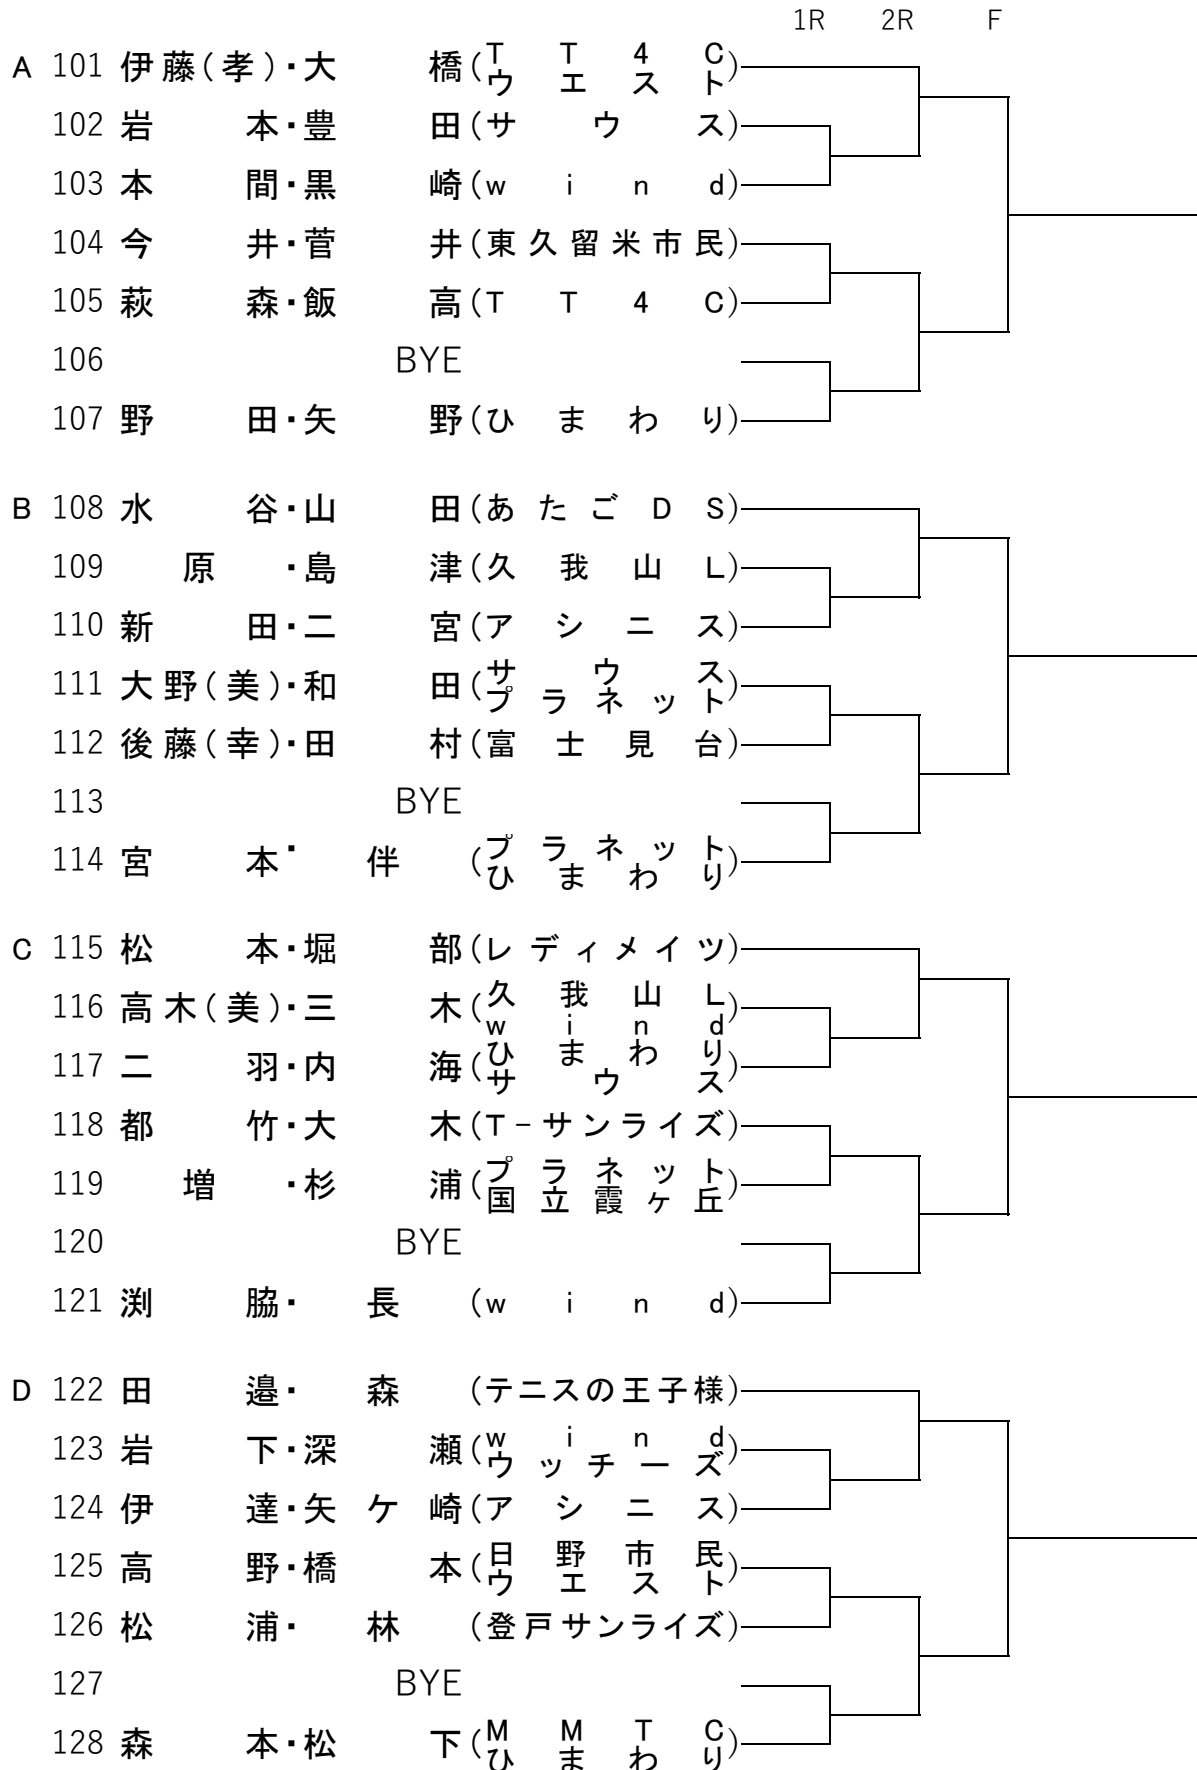 1R 2R F
A 101 伊藤(孝)・大橋(TT4C ウエスト)
102 岩本・豊田(サウス)
103 本間・黒崎(wind)
104 今井・菅井(東久留米市民)
105 萩森・飯高(TT4C)
106 BYE
107 野田・矢野(ひまわり)
B 108 水谷・山田(あたごDS)
109 原・島津(久我山L)
110 新田・二宮(アシニス)
111 大野(美)・和田(サウス プラネット)
112 後藤(幸)・田村(富士見台)
113 BYE
114 宮本・伴(プラネット ひまわり)
C 115 松本・堀部(レディメイツ)
116 高木(美)・三木(久我山L wind)
117 二羽・内海(ひまわり サウス)
118 都竹・大木(T-サンライズ)
119 増・杉浦(プラネット 国立霞ヶ丘)
120 BYE
121 渕脇・長(wind)
D 122 田邉・森(テニスの王子様)
123 岩下・深瀬(wind ウッチーズ)
124 伊達・矢ケ崎(アシニス)
125 高野・橋本(日野市民 ウエスト)
126 松浦・林(登戸サンライズ)
127 BYE
128 森本・松下(MMTC ひまわり)